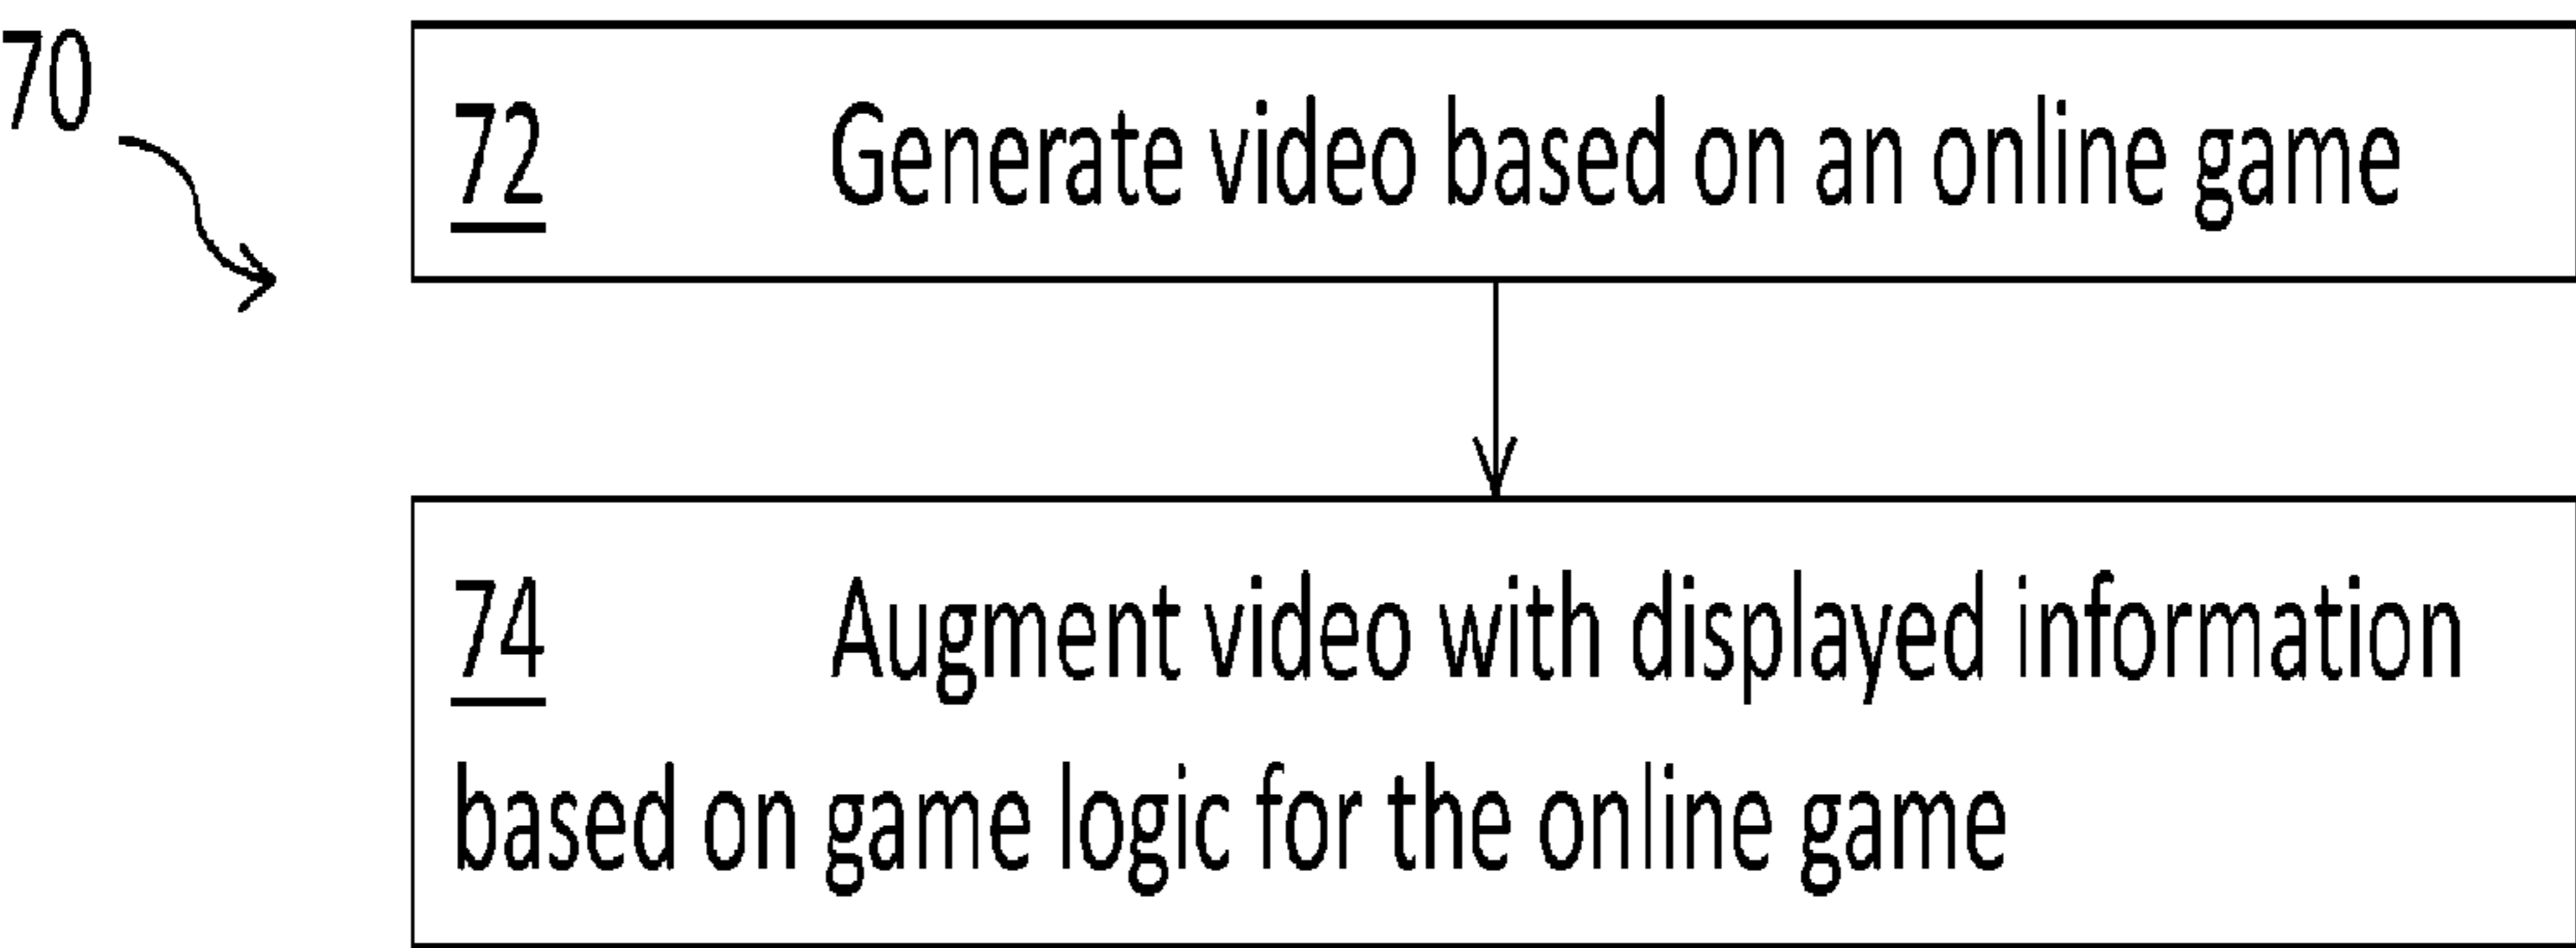 70
72 Generate video based on an online game
74 Augment video with displayed information
based on game logic for the online game